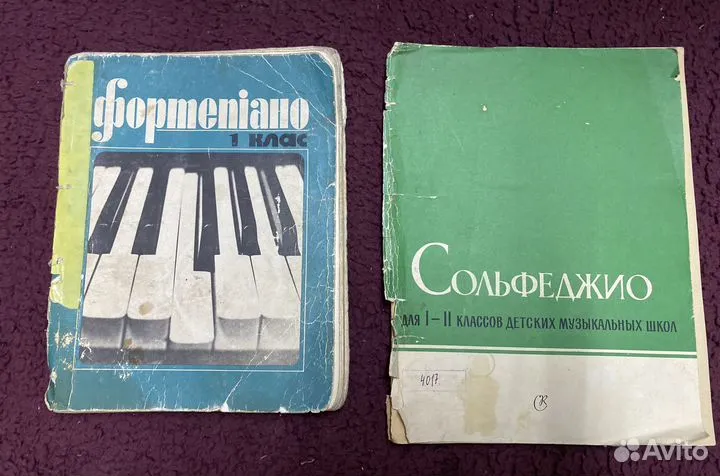 фортепіано
1 клас
Сольфеджио
для I-II классов детских музыкальных школ
4017
Avito